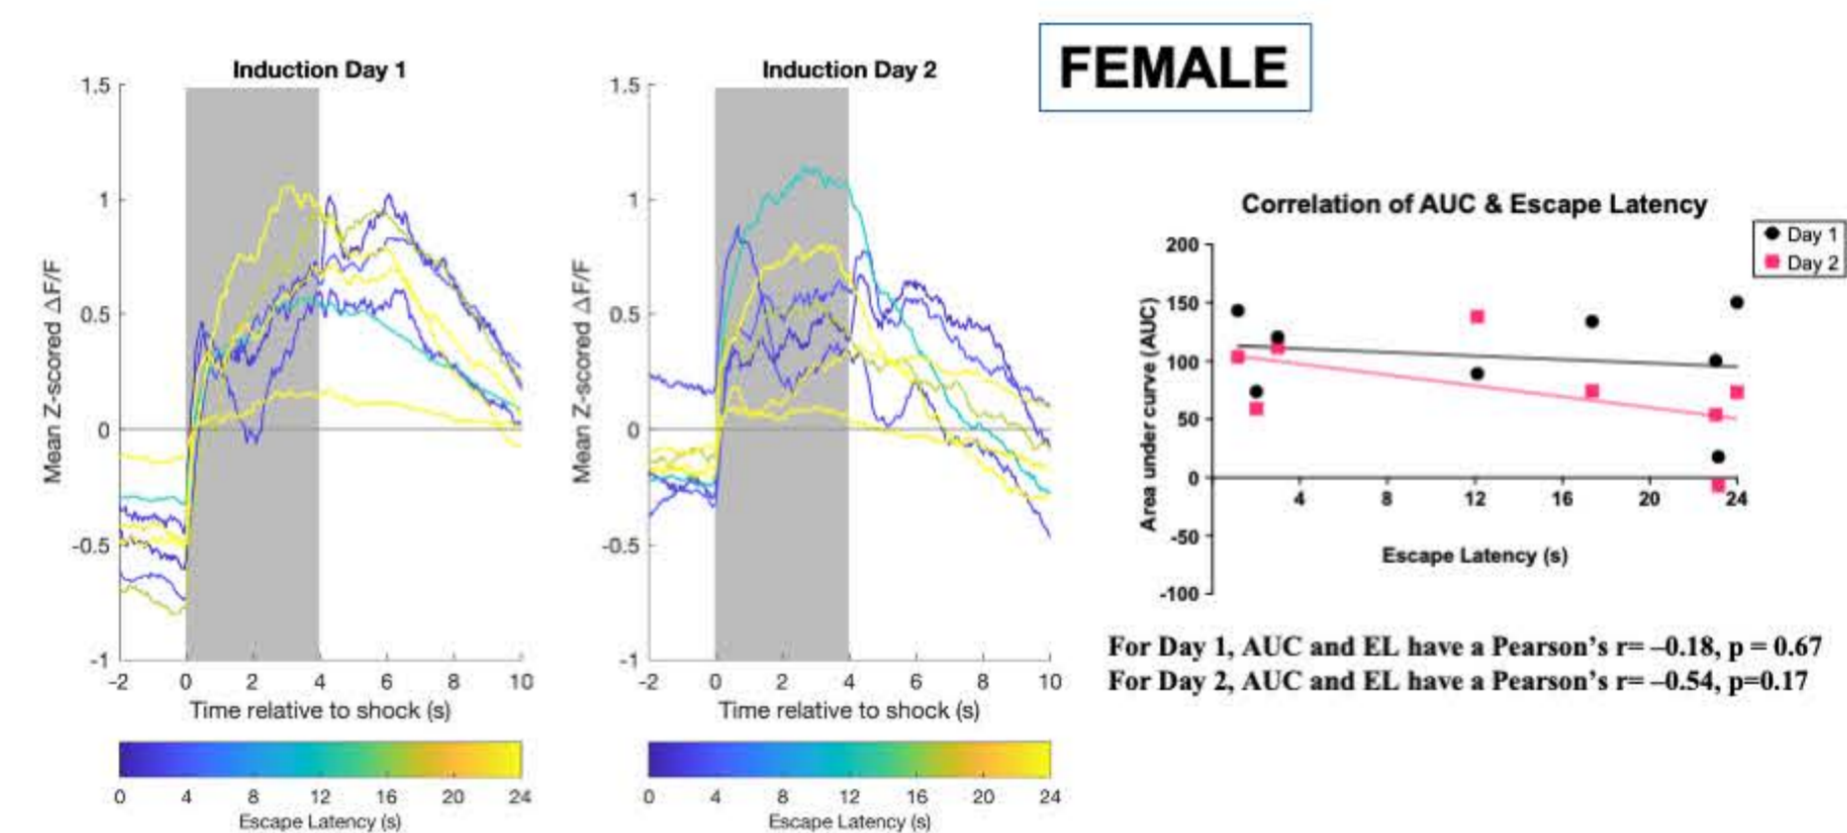 FEMALE
Induction Day 1
1.5
1
0.5
0
-0.5
-1
Mean Z-scored ΔF/F
-2 0 2 4 6 8 10
Time relative to shock (s)
0 4 8 12 16 20 24
Escape Latency (s)
Induction Day 2
1.5
1
0.5
0
-0.5
-1
Mean Z-scored ΔF/F
-2 0 2 4 6 8 10
Time relative to shock (s)
0 4 8 12 16 20 24
Escape Latency (s)
Correlation of AUC & Escape Latency
Day 1
Day 2
200
150
100
50
0
-50
-100
Area under curve (AUC)
4 8 12 16 20 24
Escape Latency (s)
For Day 1, AUC and EL have a Pearson's r= –0.18, p = 0.67
For Day 2, AUC and EL have a Pearson's r= –0.54, p=0.17